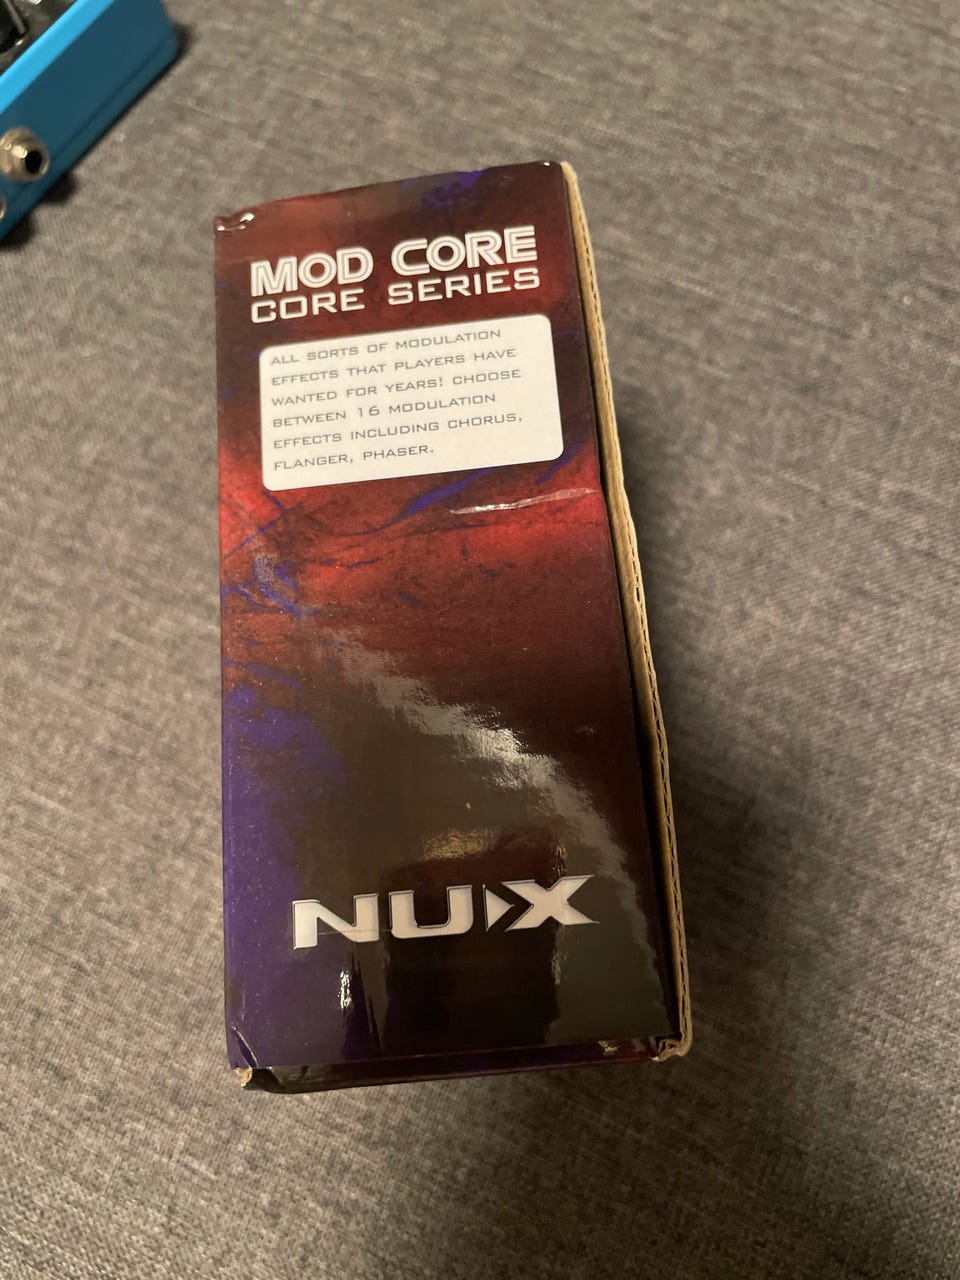 MOD CORE
CORE SERIES
ALL SORTS OF MODULATION
EFFECTS THAT PLAYERS HAVE
WANTED FOR YEARS! CHOOSE
BETWEEN 16 MODULATION
EFFECTS INCLUDING CHORUS,
FLANGER, PHASER.
NUX